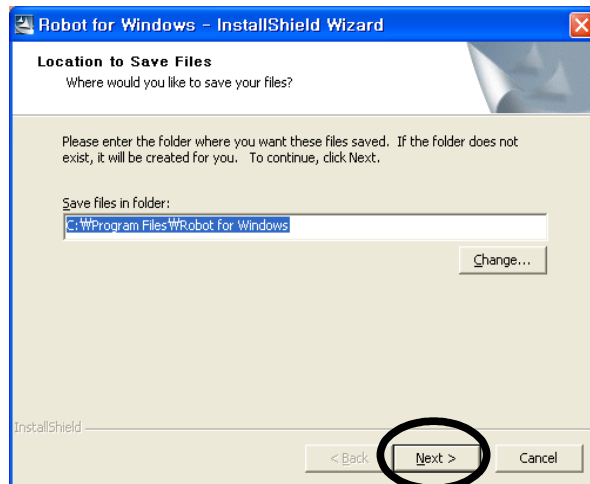 Robot for Windows - InstallShield Wizard
Location to Save Files
Where would you like to save your files?
Please enter the folder where you want these files saved. If the folder does not
exist, it will be created for you. To continue, click Next.
Save files in folder:
C:₩Program Files₩Robot for Windows
Change...
InstallShield
< Back
Next >
Cancel